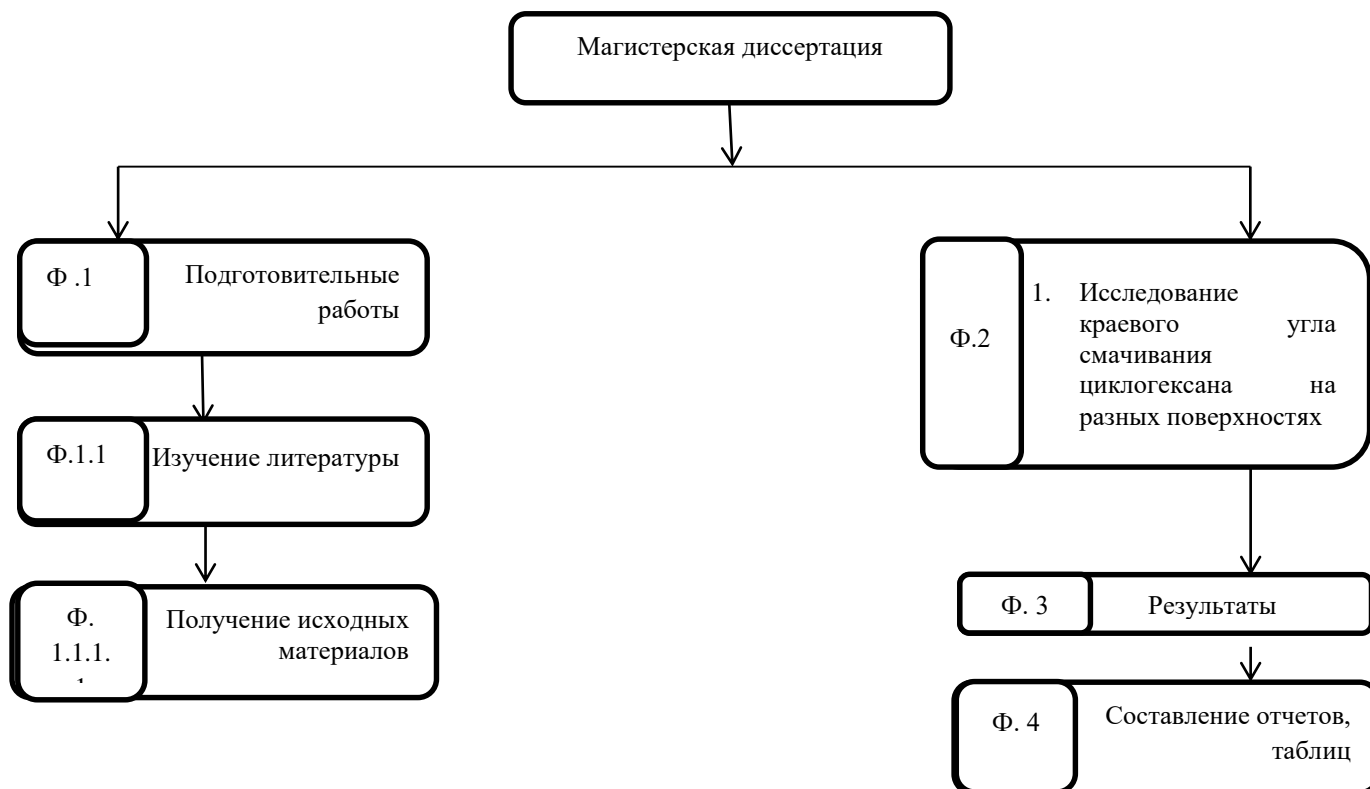 Магистерская диссертация
Ф .1
Подготовительные
работы
Ф.1.1
Изучение литературы
Ф.
1.1.1.
Получение исходных
материалов
Ф.2
1. Исследование
краевого угла
смачивания
циклогексана на
разных поверхностях
Ф. 3
Результаты
Ф. 4
Составление отчетов,
таблиц